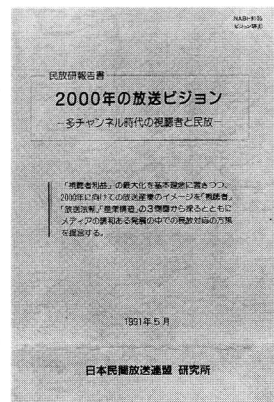 民放研報告書
2000年の放送ビジョン
―多チャンネル時代の視聴者と民放―
「視聴者利益」の最大化を基本理念に置きつつ、
2000年に向けての放送産業のイメージを「視聴者」
「放送法制」「産業構造」の3側面から探るとともに
メディアの調和ある発展の中での民放対応の方策
を提言する。
1991年5月
日本民間放送連盟 研究所